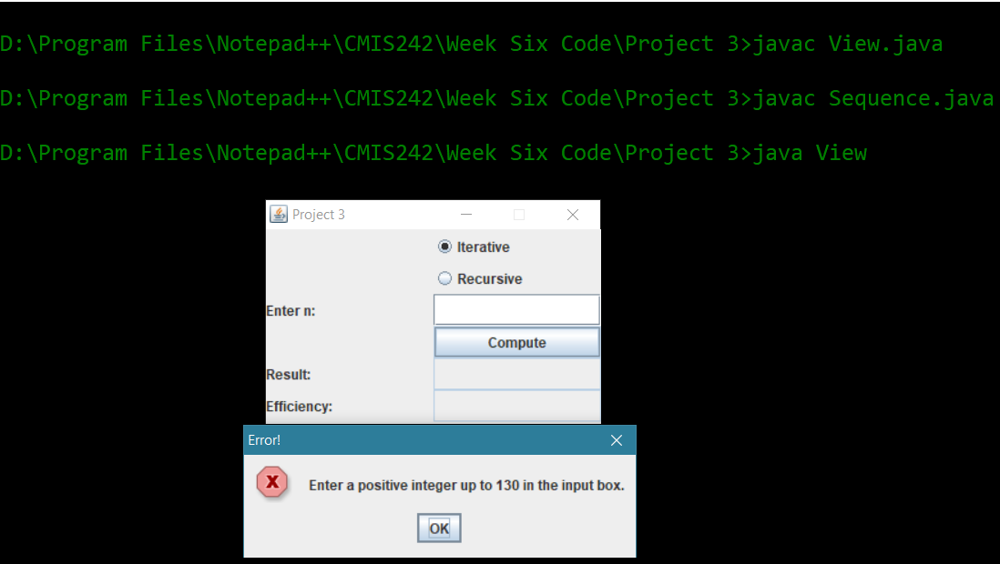 D:\Program Files\Notepad++\CMIS242\Week Six Code\Project 3>javac View.java
D:\Program Files\Notepad++\CMIS242\Week Six Code\Project 3>javac Sequence.java
D:\Program Files\Notepad++\CMIS242\Week Six Code\Project 3>java View
Project 3
Iterative
Recursive
Enter n:
Compute
Result:
Efficiency:
Error!
X
Enter a positive integer up to 130 in the input box.
OK